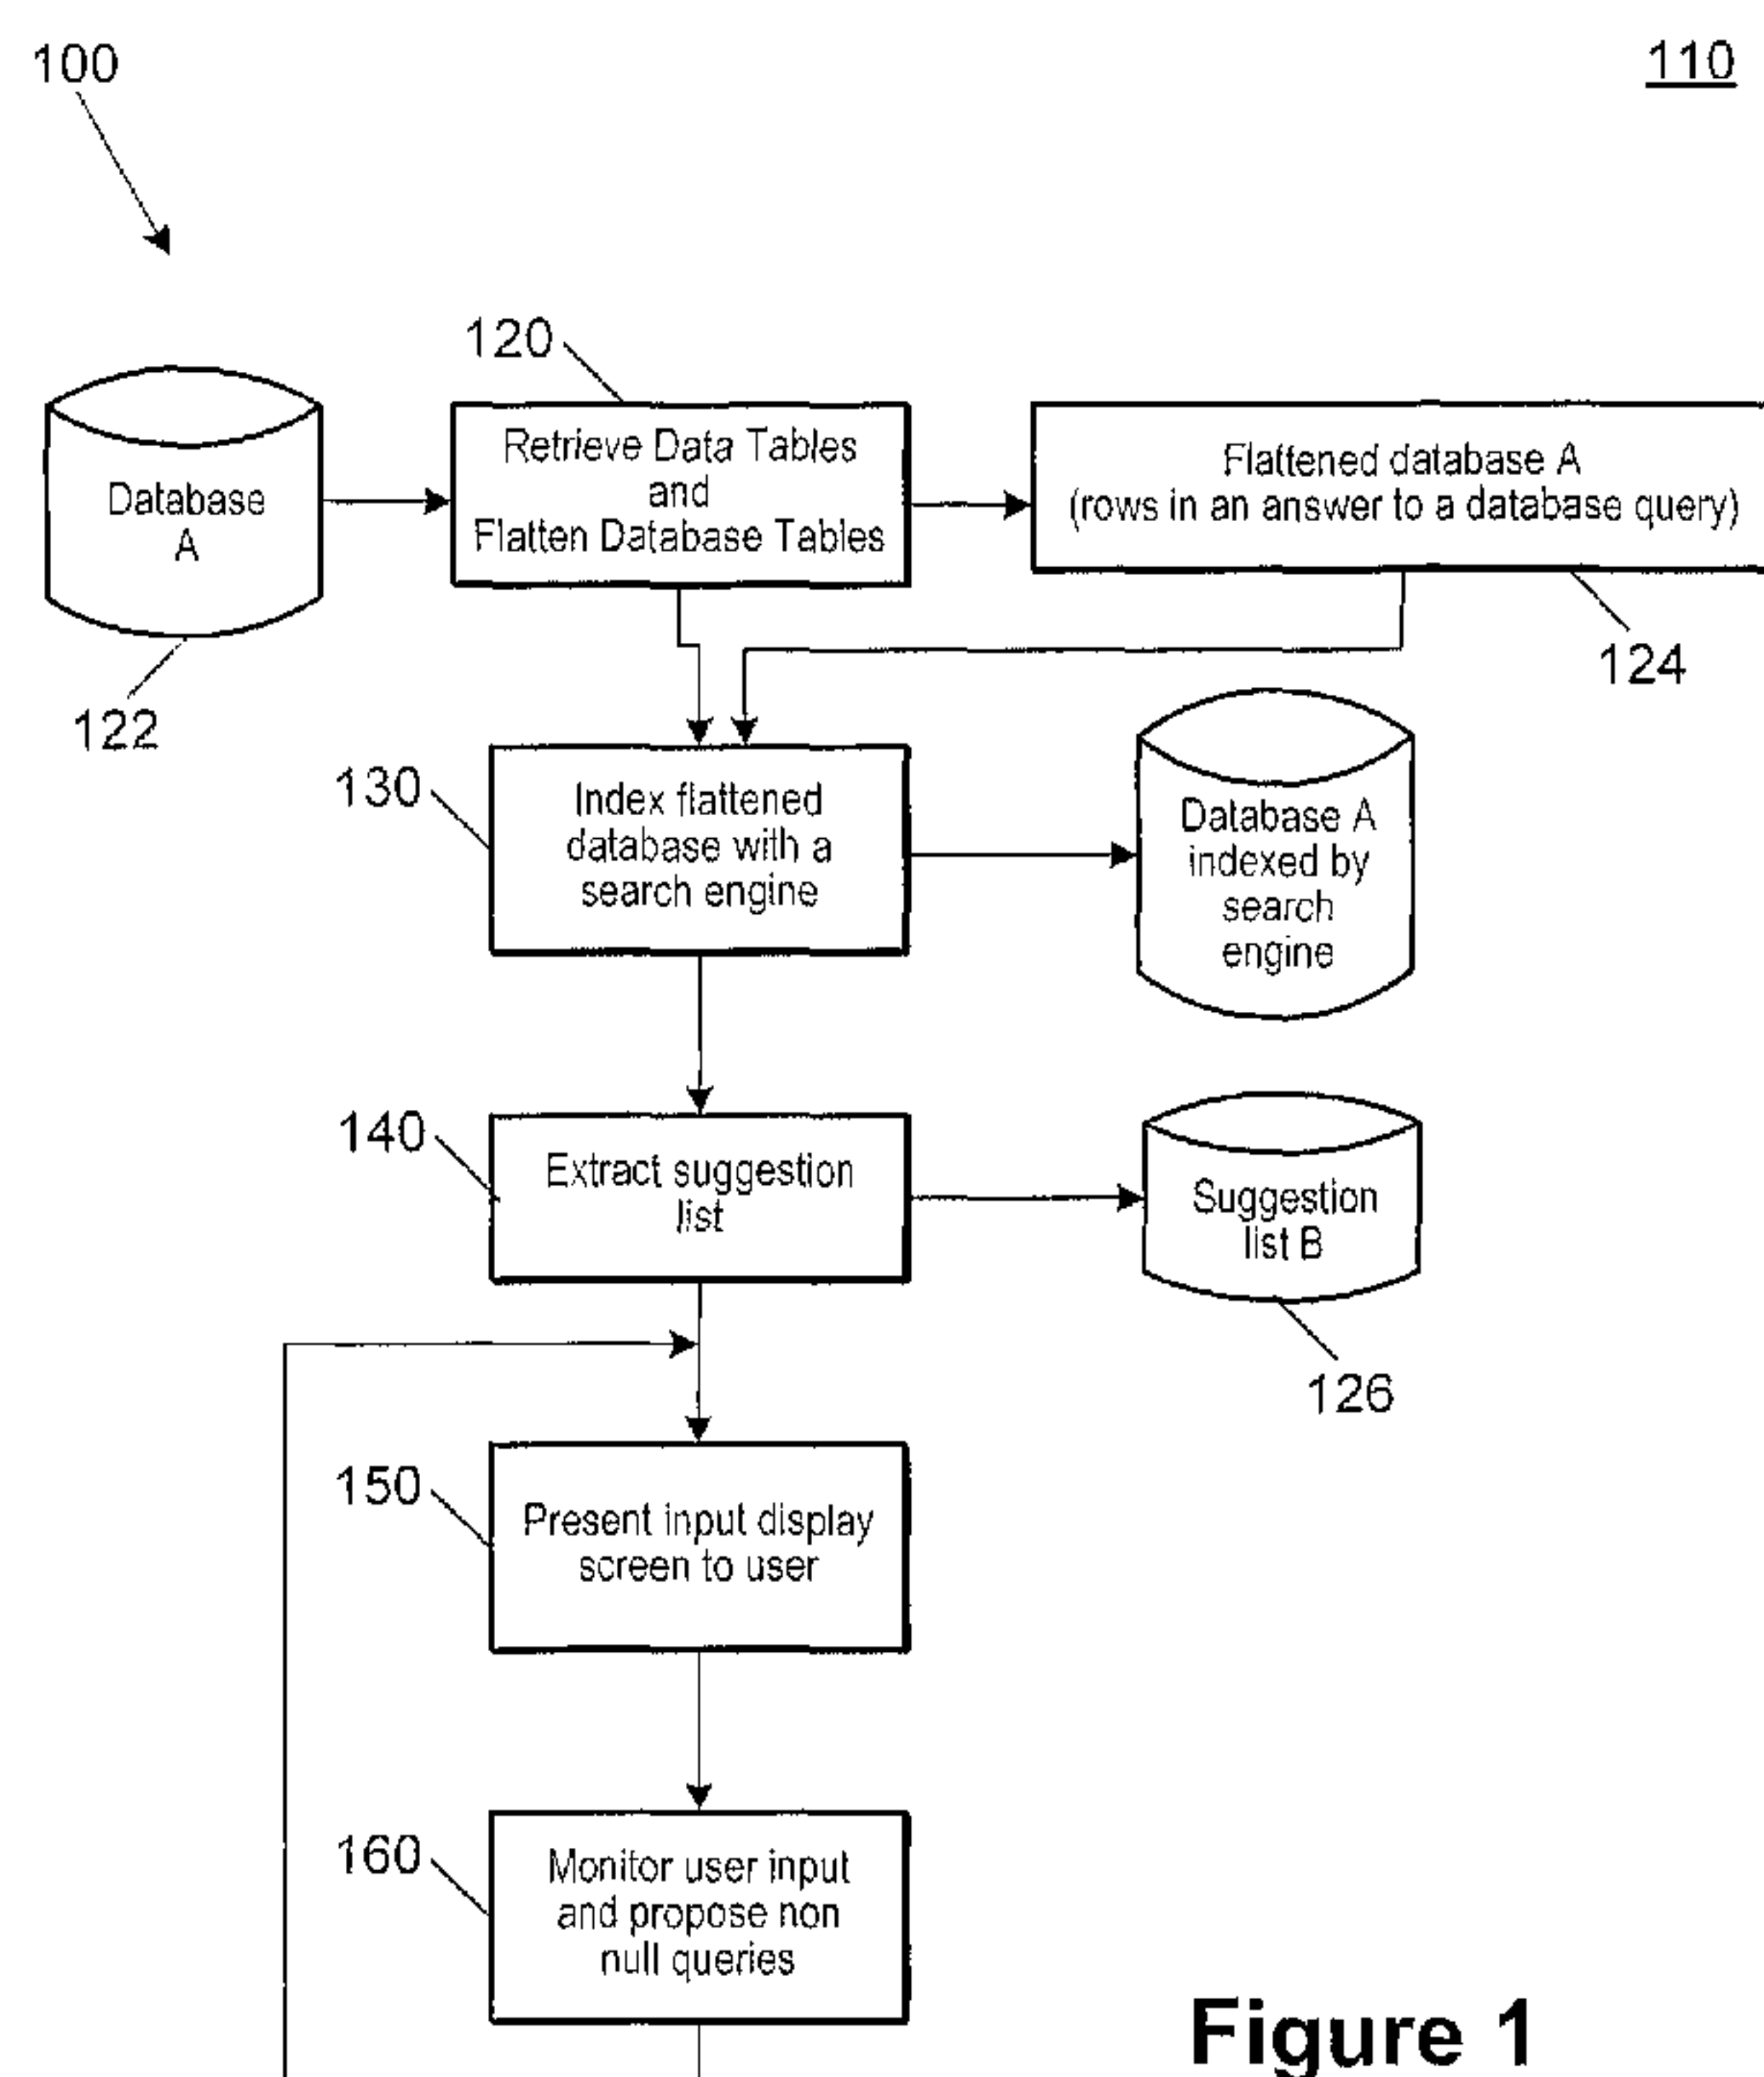 100
110
120
Database
A
Retrieve Data Tables
and
Flatten Database Tables
Flattened database A
(rows in an answer to a database query)
122
124
130
Index flattened
database with a
search engine
Database A
indexed by
search
engine
140
Extract suggestion
list
Suggestion
list B
126
150
Present input display
screen to user
160
Monitor user input
and propose non
null queries
Figure 1